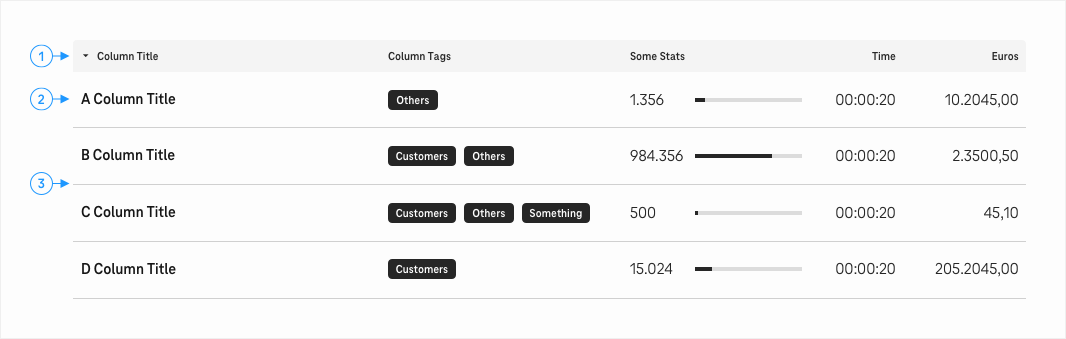 1 Column Title Column Tags Some Stats Time Euros
2 A Column Title Others 1.356 00:00:20 10.2045,00
B Column Title Customers Others 984.356 00:00:20 2.3500,50
3
C Column Title Customers Others Something 500 00:00:20 45,10
D Column Title Customers 15.024 00:00:20 205.2045,00